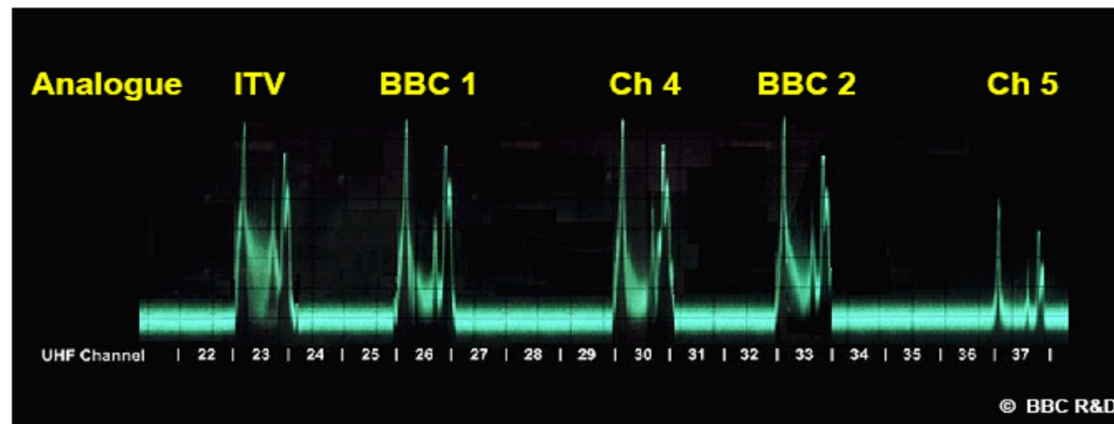 Analogue ITV BBC 1 Ch 4 BBC 2 Ch 5
UHF Channel | 22 | 23 | 24 | 25 | 26 | 27 | 28 | 29 | 30 | 31 | 32 | 33 | 34 | 35 | 36 | 37 |
© BBC R&D